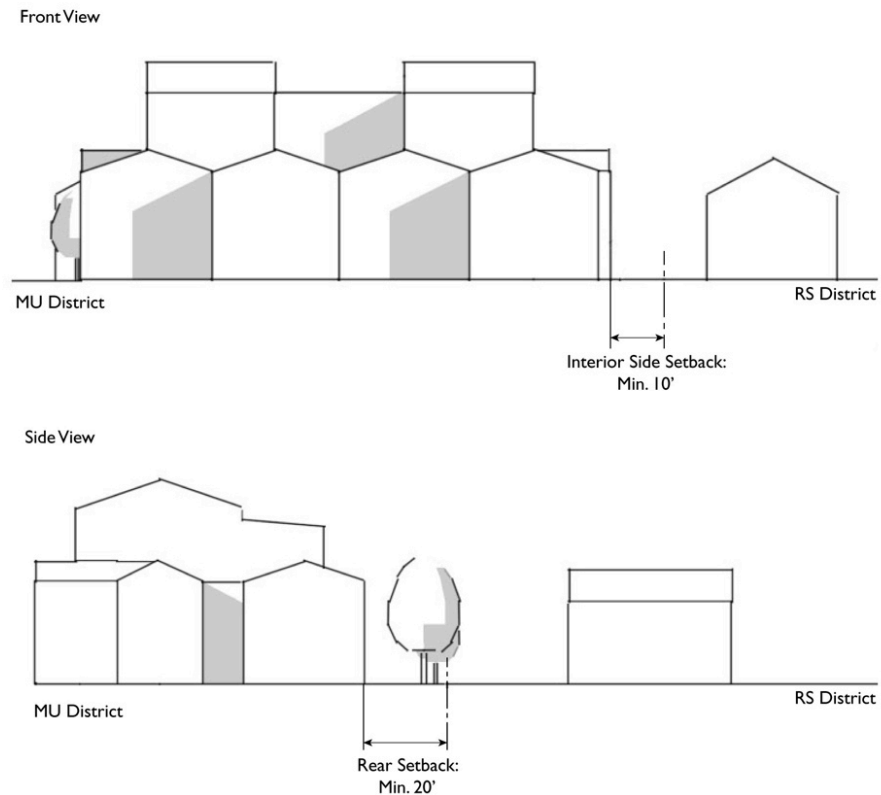 Front View
MU District
RS District
Interior Side Setback:
Min. 10’
Side View
MU District
RS District
Rear Setback:
Min. 20’